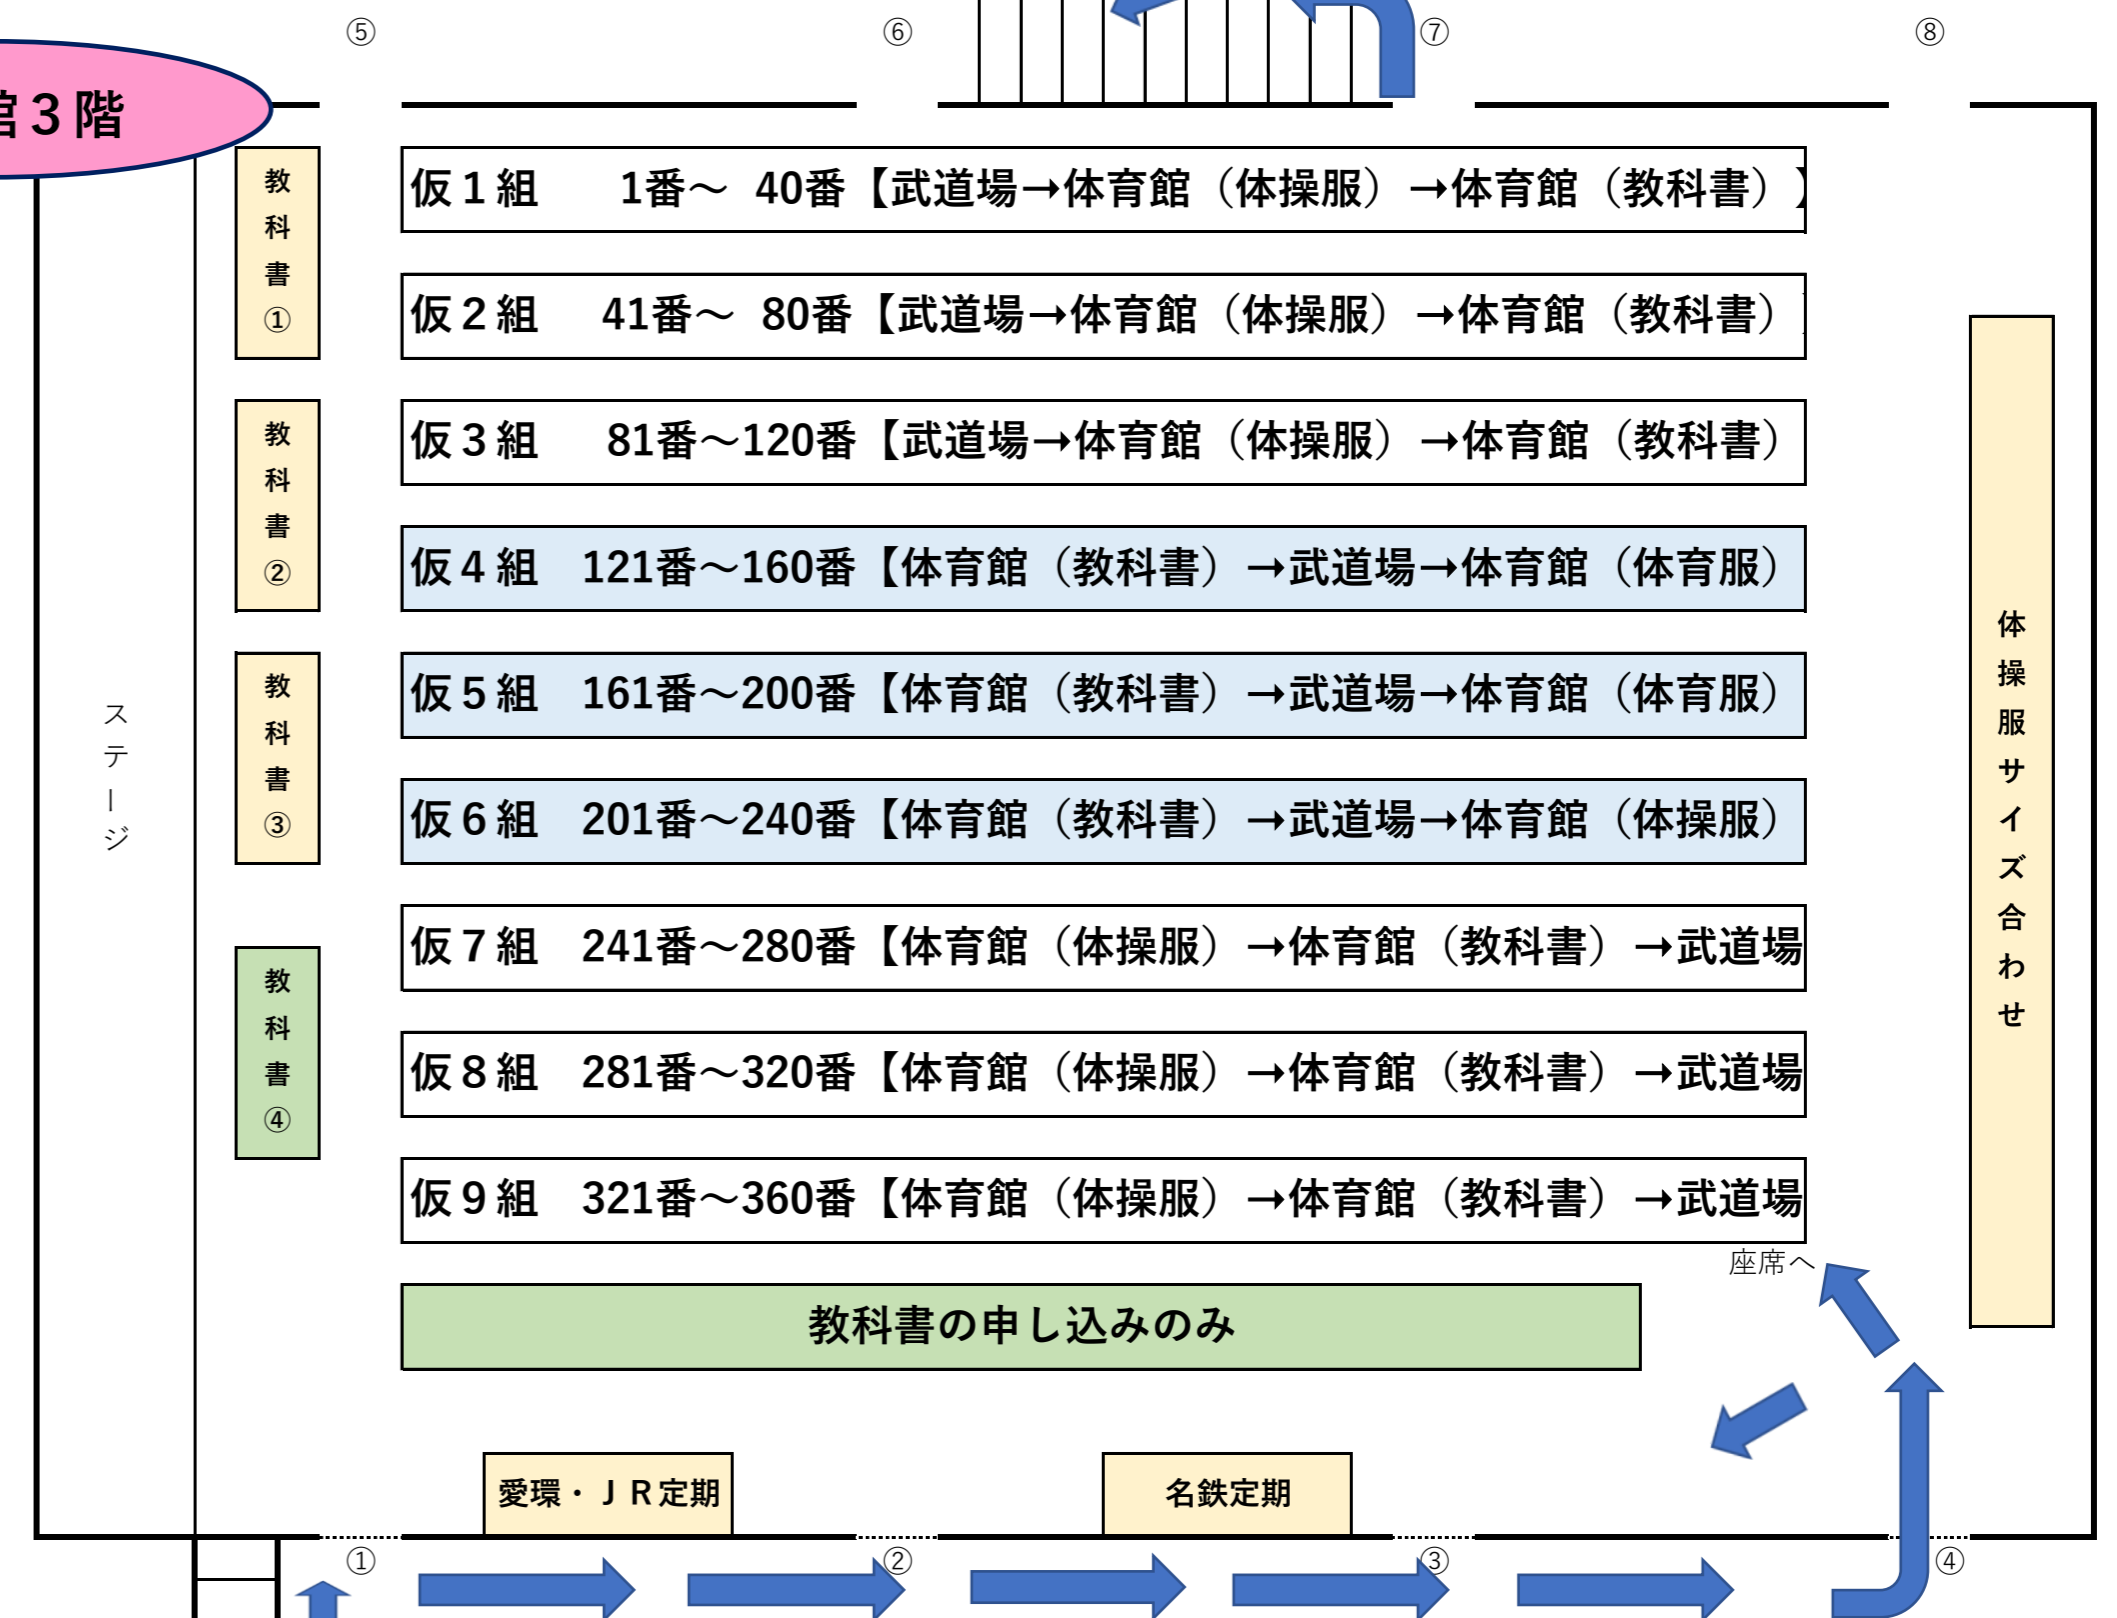 ⑤
⑥
⑦
⑧
館３階
教科書①
教科書②
教科書③
教科書④
ステージ
仮１組 1番～ 40番【武道場→体育館（体操服）→体育館（教科書）】
仮２組 41番～ 80番【武道場→体育館（体操服）→体育館（教科書）
仮３組 81番～120番【武道場→体育館（体操服）→体育館（教科書）
仮４組 121番～160番【体育館（教科書）→武道場→体育館（体育服）
仮５組 161番～200番【体育館（教科書）→武道場→体育館（体育服）
仮６組 201番～240番【体育館（教科書）→武道場→体育館（体操服）
仮７組 241番～280番【体育館（体操服）→体育館（教科書）→武道場
仮８組 281番～320番【体育館（体操服）→体育館（教科書）→武道場
仮９組 321番～360番【体育館（体操服）→体育館（教科書）→武道場
体操服サイズ合わせ
座席へ
教科書の申し込みのみ
愛環・ＪＲ定期
名鉄定期
①
②
③
④